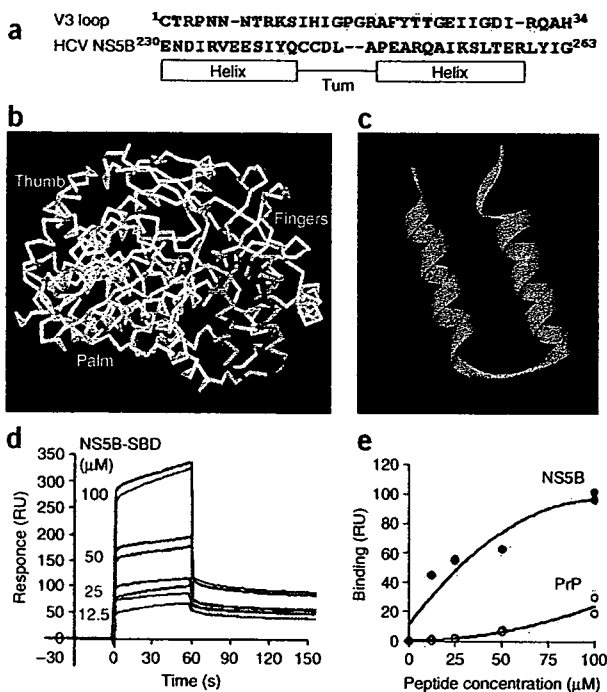 a
V3 loop ¹CTRPNN-NTRKSIHIGPGRAFYTTGEIIGDI-RQAH³⁴
HCV NS5B²³⁰ENDIRVEESIYQCCDL--APEARQAIKSLTERLYIG²⁶³
Helix Helix
Turn
b
Thumb
Fingers
Palm
c
d
NS5B-SBD
(μM)
350
300
250
200
150
100
50
0
-30
100
50
25
12.5
Responce (RU)
0 30 60 90 120 150
Time (s)
e
120
100
80
60
40
20
0
Binding (RU)
NS5B
PrP
0 25 50 75 100
Peptide concentration (μM)